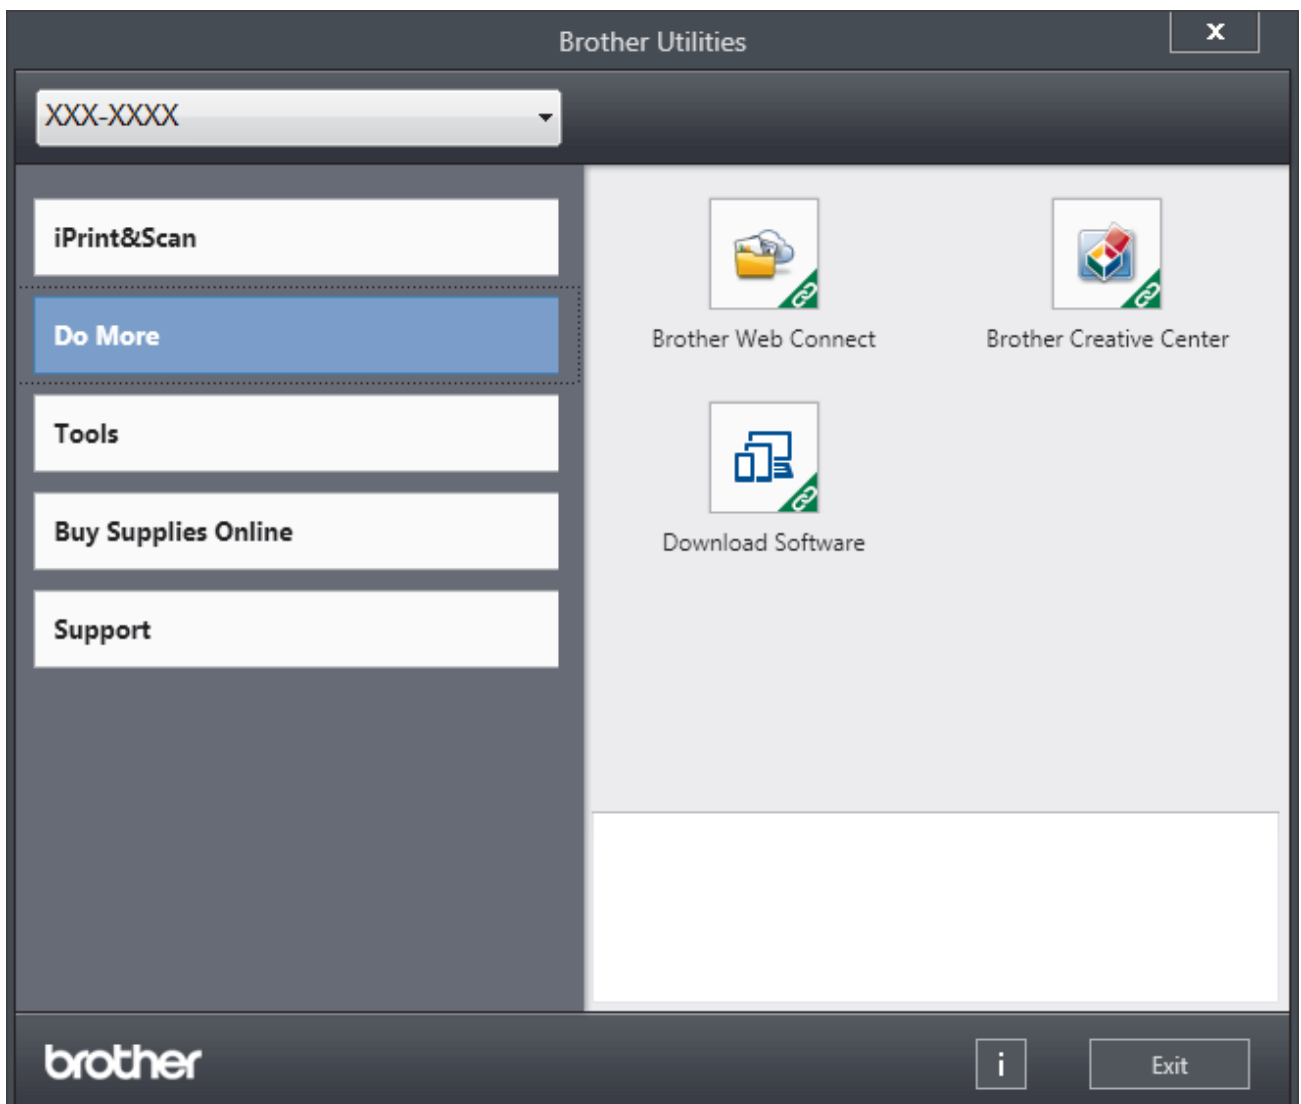 Brother Utilities
x
XXX-XXXX
iPrint&Scan
Do More
Tools
Buy Supplies Online
Support
Brother Web Connect
Brother Creative Center
Download Software
brother
i
Exit